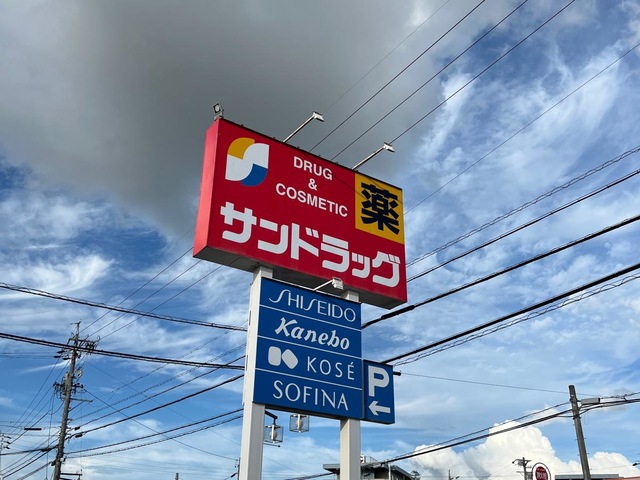 DRUG
&
COSMETIC
薬
サンドラッグ
SHISEIDO
Kanebo
KOSÉ
SOFINA
P